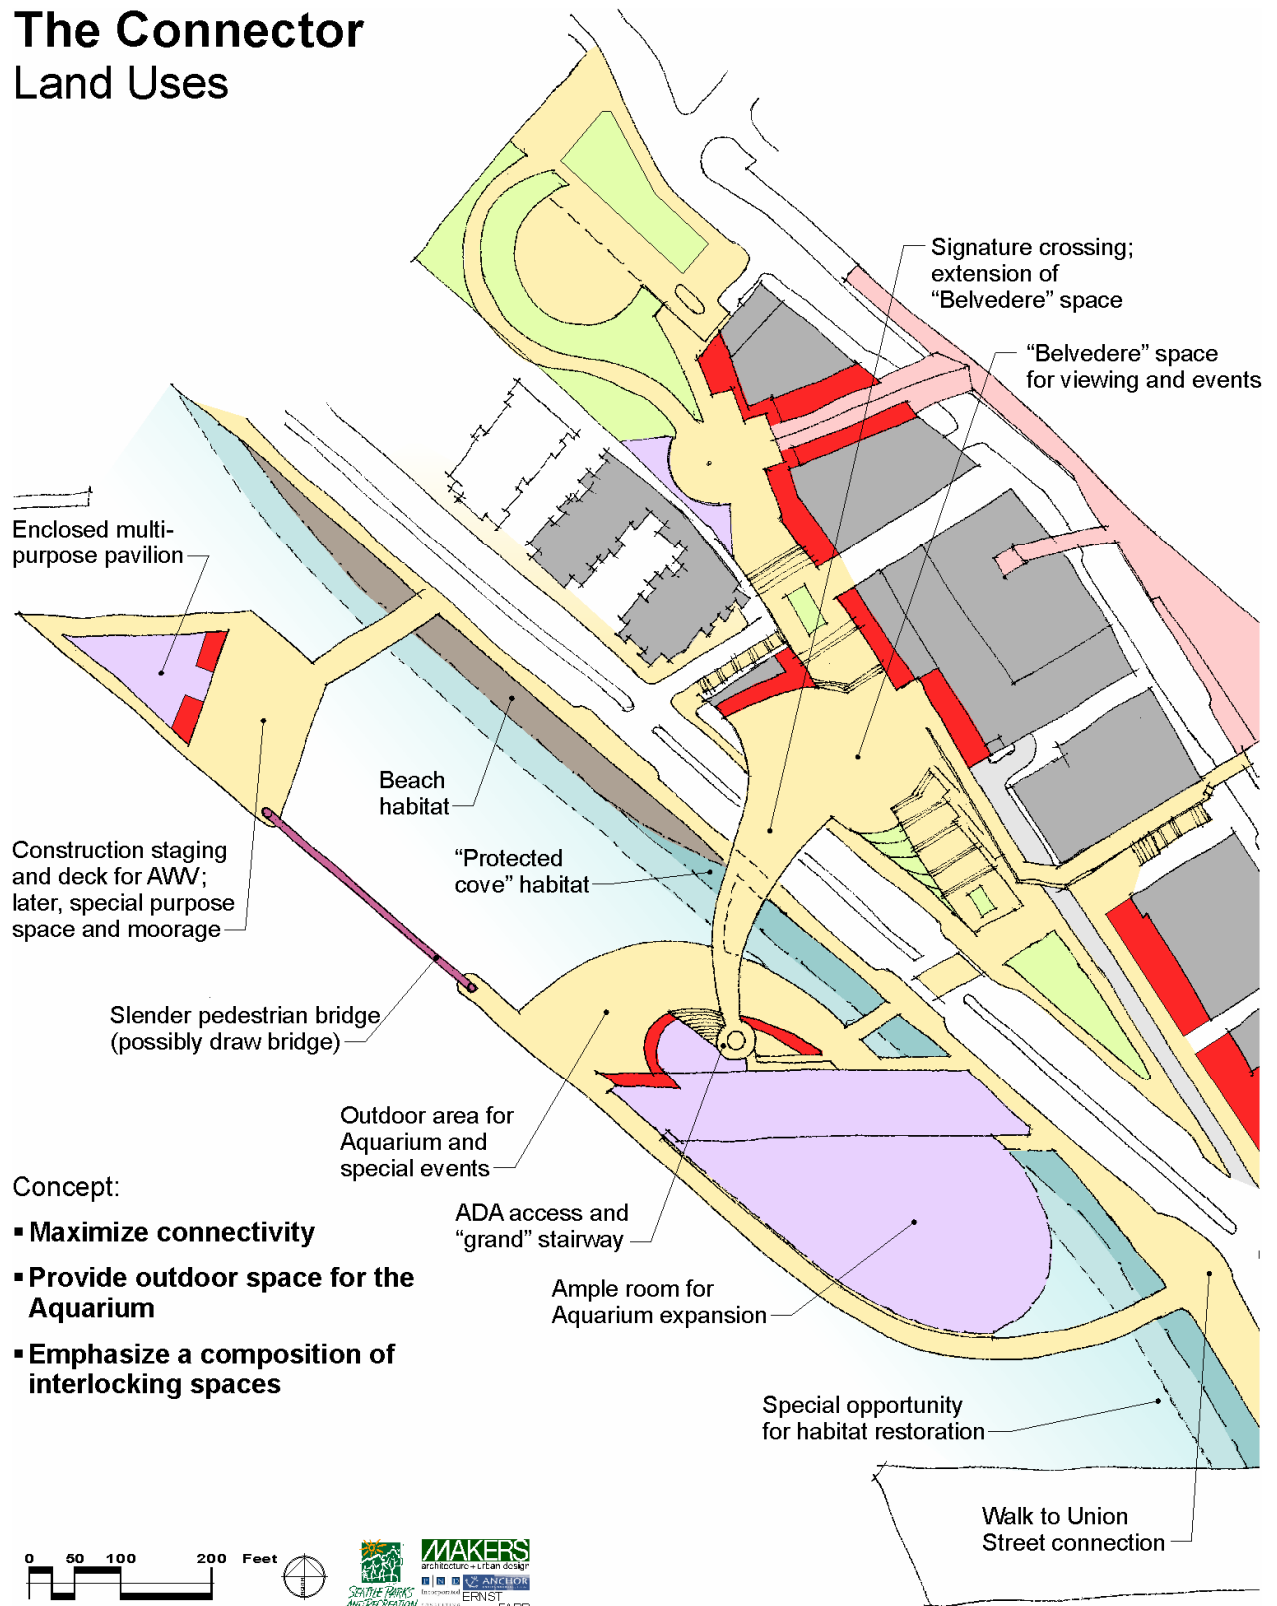 The Connector
Land Uses
Signature crossing;
extension of
“Belvedere” space
“Belvedere” space
for viewing and events
Enclosed multi-
purpose pavilion
Beach
habitat
“Protected
cove” habitat
Construction staging
and deck for AWV;
later, special purpose
space and moorage
Slender pedestrian bridge
(possibly draw bridge)
Outdoor area for
Aquarium and
special events
ADA access and
“grand” stairway
Ample room for
Aquarium expansion
Concept:
▪ Maximize connectivity
▪ Provide outdoor space for the
Aquarium
▪ Emphasize a composition of
interlocking spaces
Special opportunity
for habitat restoration
Walk to Union
Street connection
0 50 100 200 Feet
SEATTLE PARKS
AND RECREATION
MAKERS
architecture + urban design
Incorporated
ANCHOR
ERNST